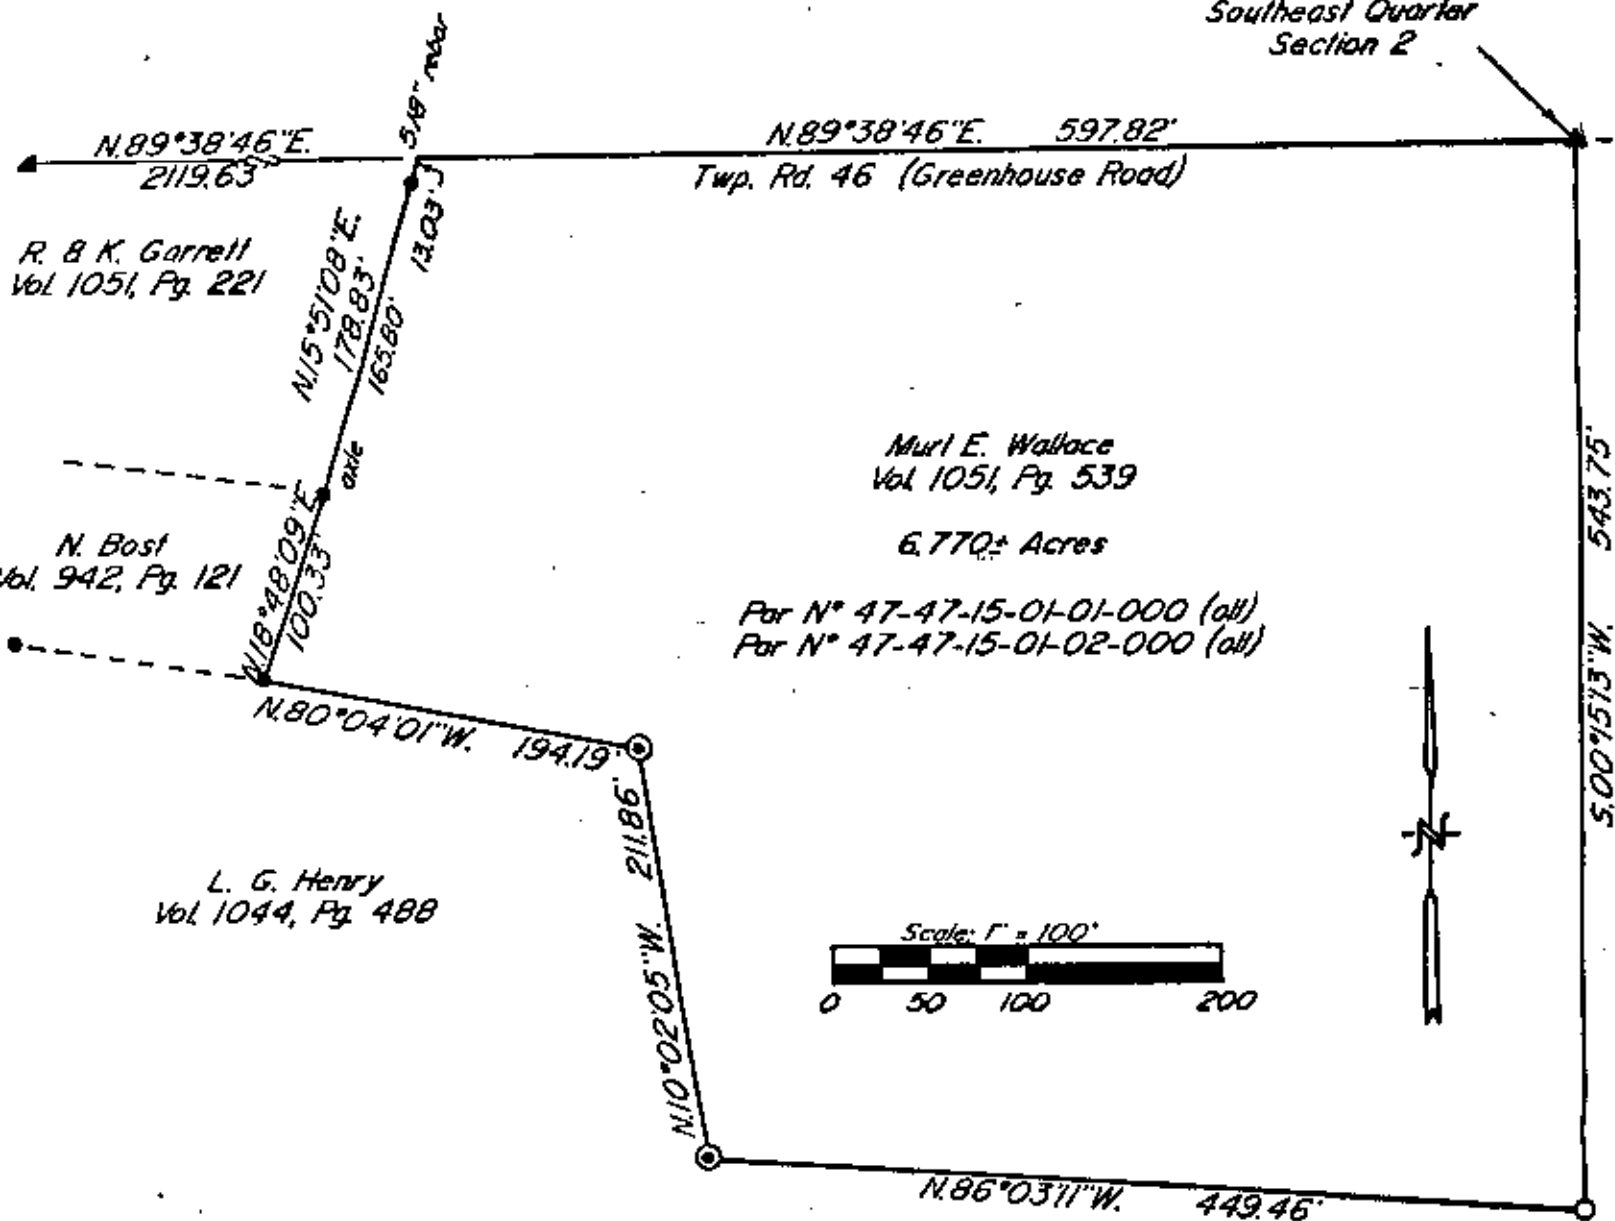 Southeast Quarter
Section 2
5/8" rebar
N.89°38'46"E.
2119.63'
N.89°38'46"E. 597.82'
Twp. Rd. 46 (Greenhouse Road)
13.03'
R. & K. Garrett
Vol. 1051, Pg. 221
N.15°51'08"E.
178.83'
165.80'
axle
Murl E. Wallace
Vol. 1051, Pg. 539
6.770± Acres
Par Nº 47-47-15-01-01-000 (all)
Par Nº 47-47-15-01-02-000 (all)
S.00°15'13"W. 543.75'
N. Bost
Vol. 942, Pg. 121
N.18°48'09"E.
100.33'
N.80°04'01"W. 194.19'
N.10°02'05"W. 211.86'
L. G. Henry
Vol. 1044, Pg. 488
Scale: 1" = 100'
0 50 100 200
N
N.86°03'11"W. 449.46'